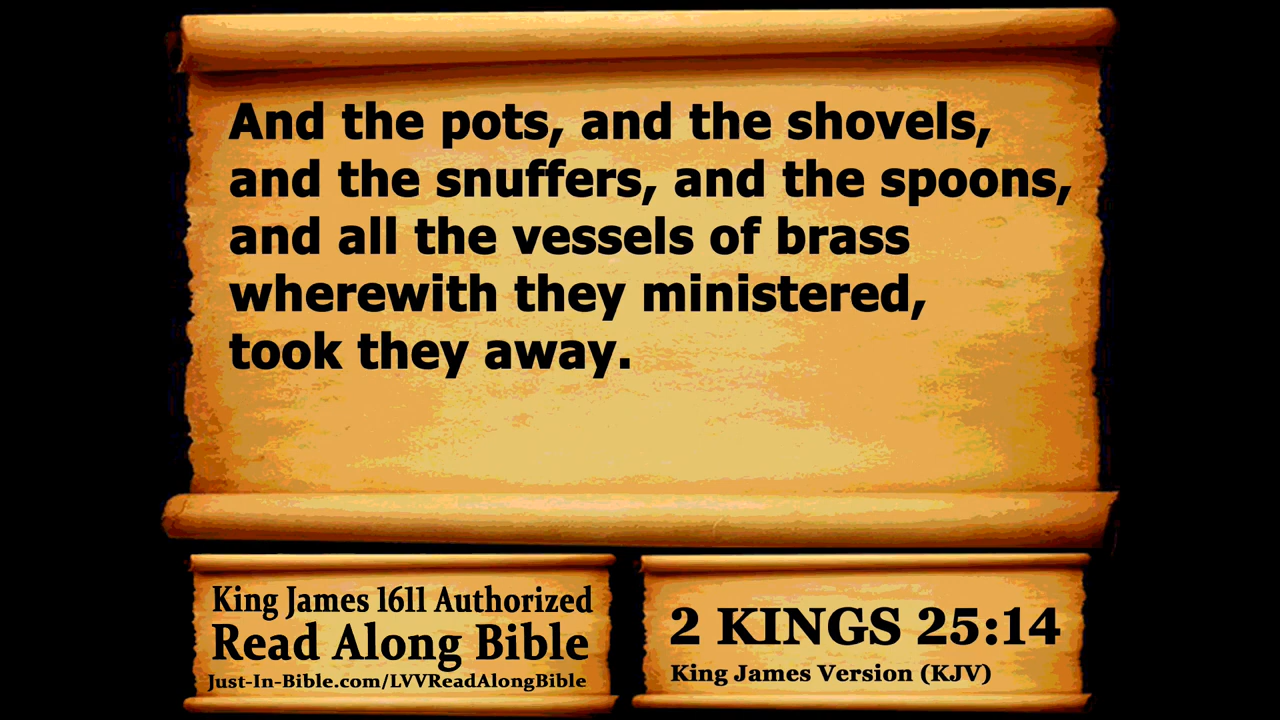 And the pots, and the shovels,
and the snuffers, and the spoons,
and all the vessels of brass
wherewith they ministered,
took they away.
King James 1611 Authorized
Read Along Bible
Just-In-Bible.com/LVVReadAlongBible
2 KINGS 25:14
King James Version (KJV)